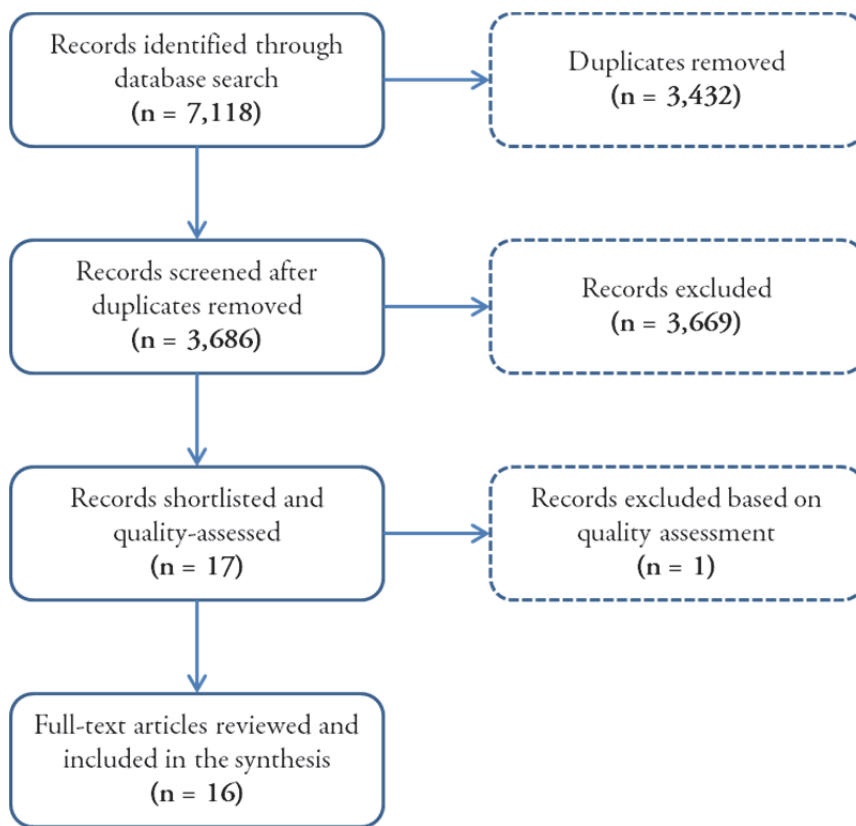 Records identified through
database search
(n = 7,118)
Duplicates removed
(n = 3,432)
Records screened after
duplicates removed
(n = 3,686)
Records excluded
(n = 3,669)
Records shortlisted and
quality-assessed
(n = 17)
Records excluded based on
quality assessment
(n = 1)
Full-text articles reviewed and
included in the synthesis
(n = 16)